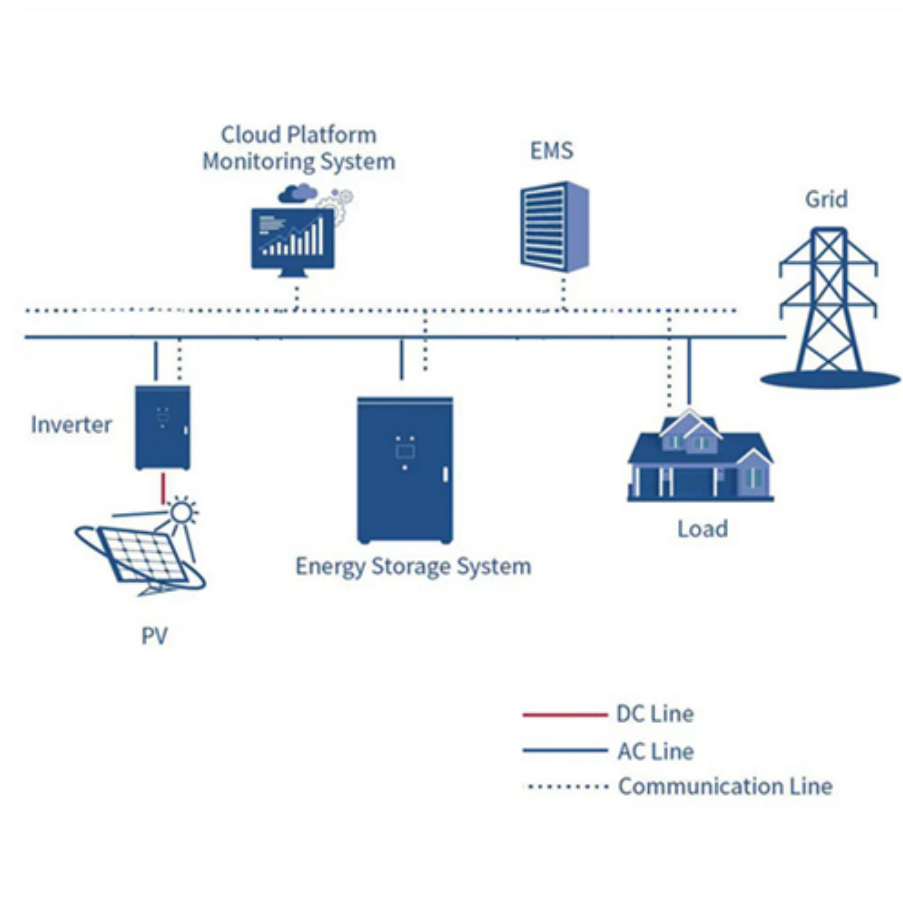 Cloud Platform
Monitoring System
EMS
Grid
Inverter
Load
Energy Storage System
PV
DC Line
AC Line
Communication Line